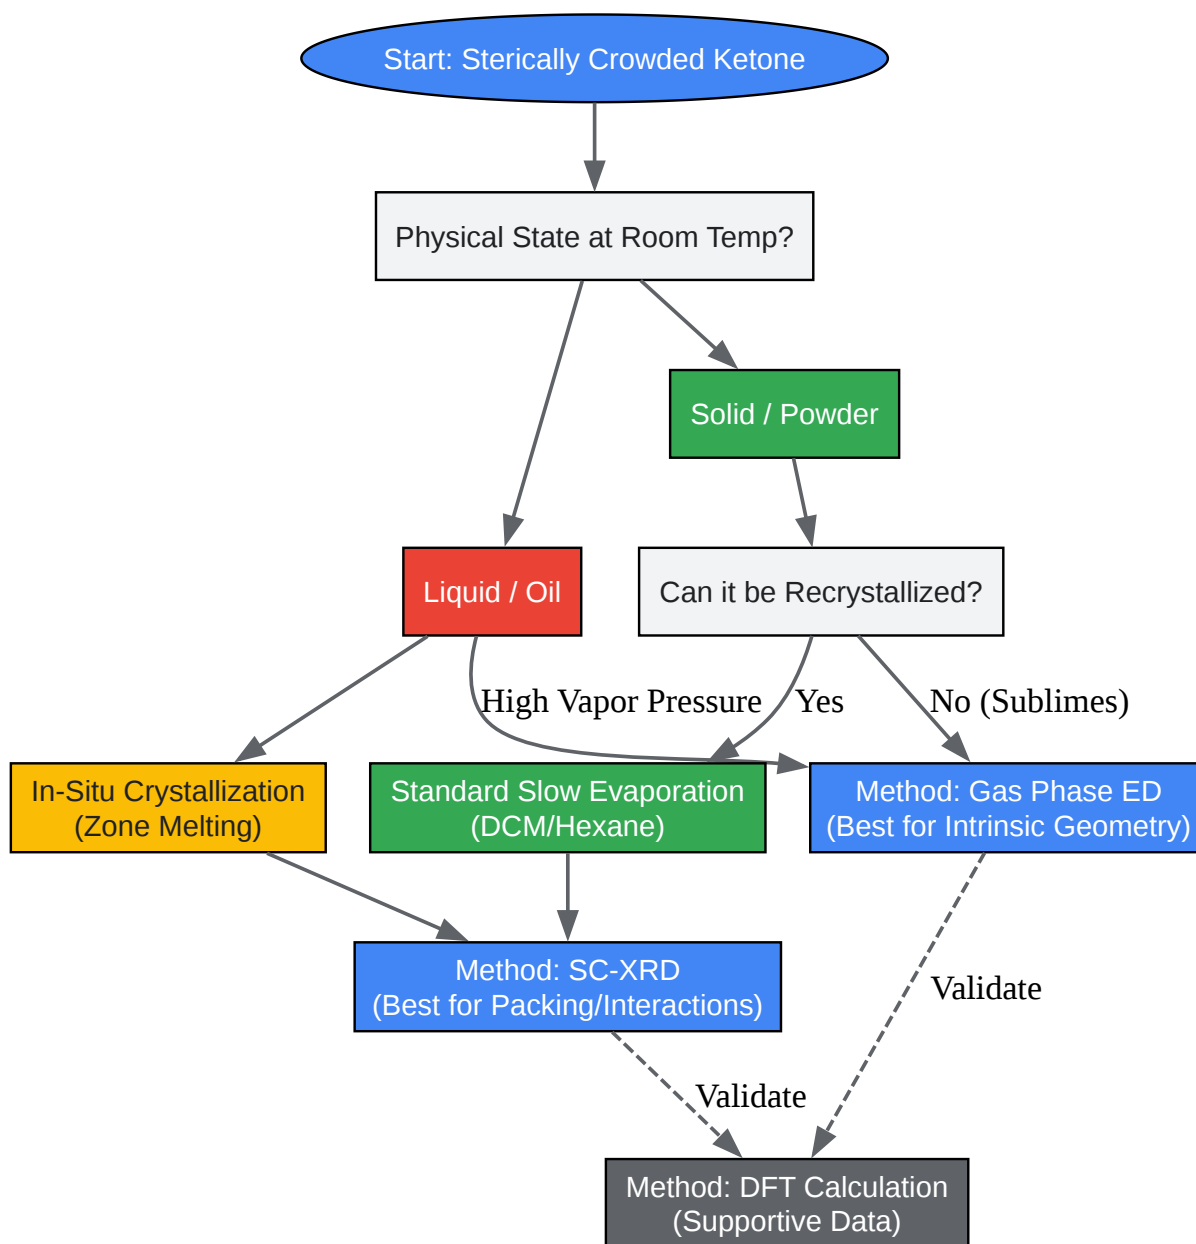 Start: Sterically Crowded Ketone
Physical State at Room Temp?
Solid / Powder
Liquid / Oil
Can it be Recrystallized?
High Vapor Pressure
Yes
No (Sublimes)
In-Situ Crystallization
(Zone Melting)
Standard Slow Evaporation
(DCM/Hexane)
Method: Gas Phase ED
(Best for Intrinsic Geometry)
Method: SC-XRD
(Best for Packing/Interactions)
Validate
Validate
Method: DFT Calculation
(Supportive Data)